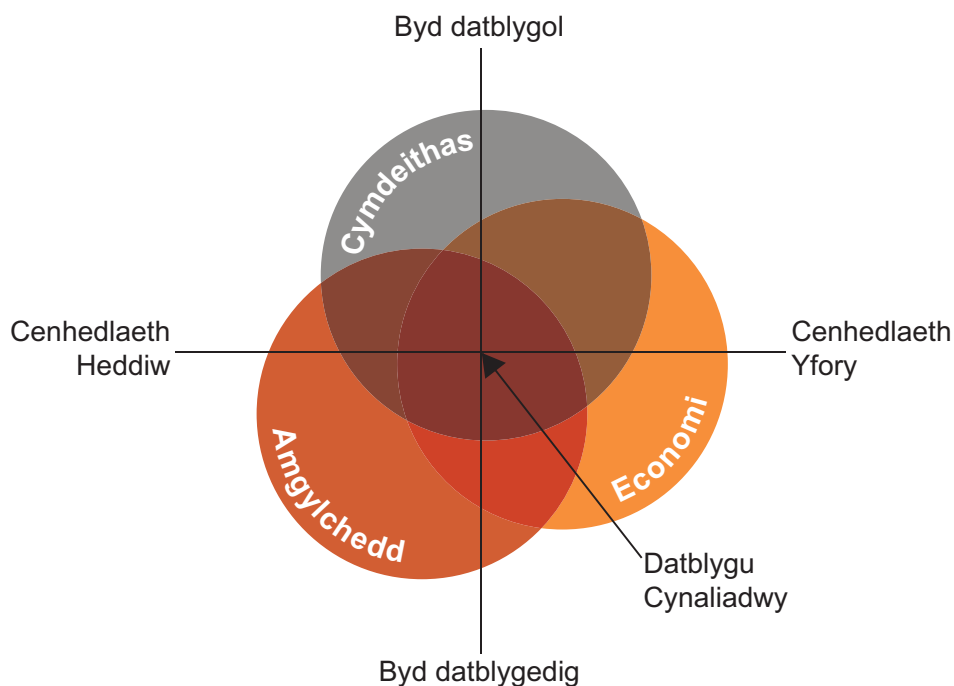 Byd datblygol
Cymdeithas
Cenhedlaeth
Heddiw
Cenhedlaeth
Yfory
Amgylchedd
Economi
Datblygu
Cynaliadwy
Byd datblygedig